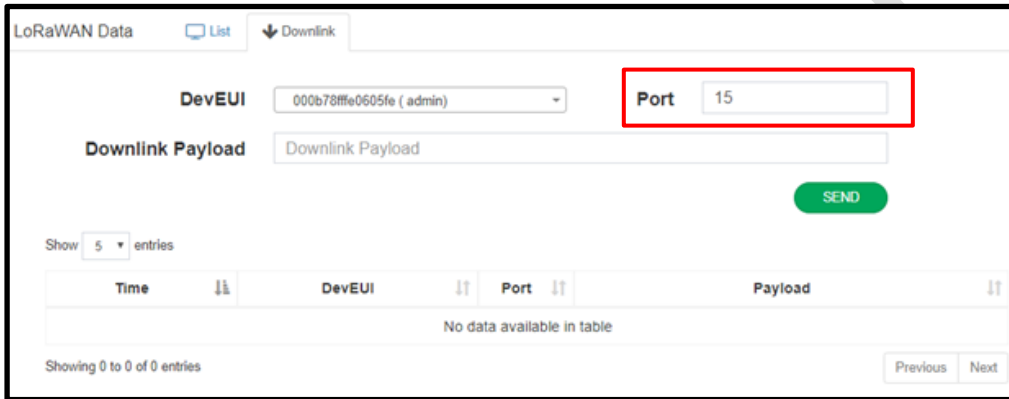 LoRaWAN Data List Downlink
DevEUI 000b78fffe0605fe ( admin) Port 15
Downlink Payload Downlink Payload
SEND
Show 5 entries
Time DevEUI Port Payload
No data available in table
Showing 0 to 0 of 0 entries Previous Next